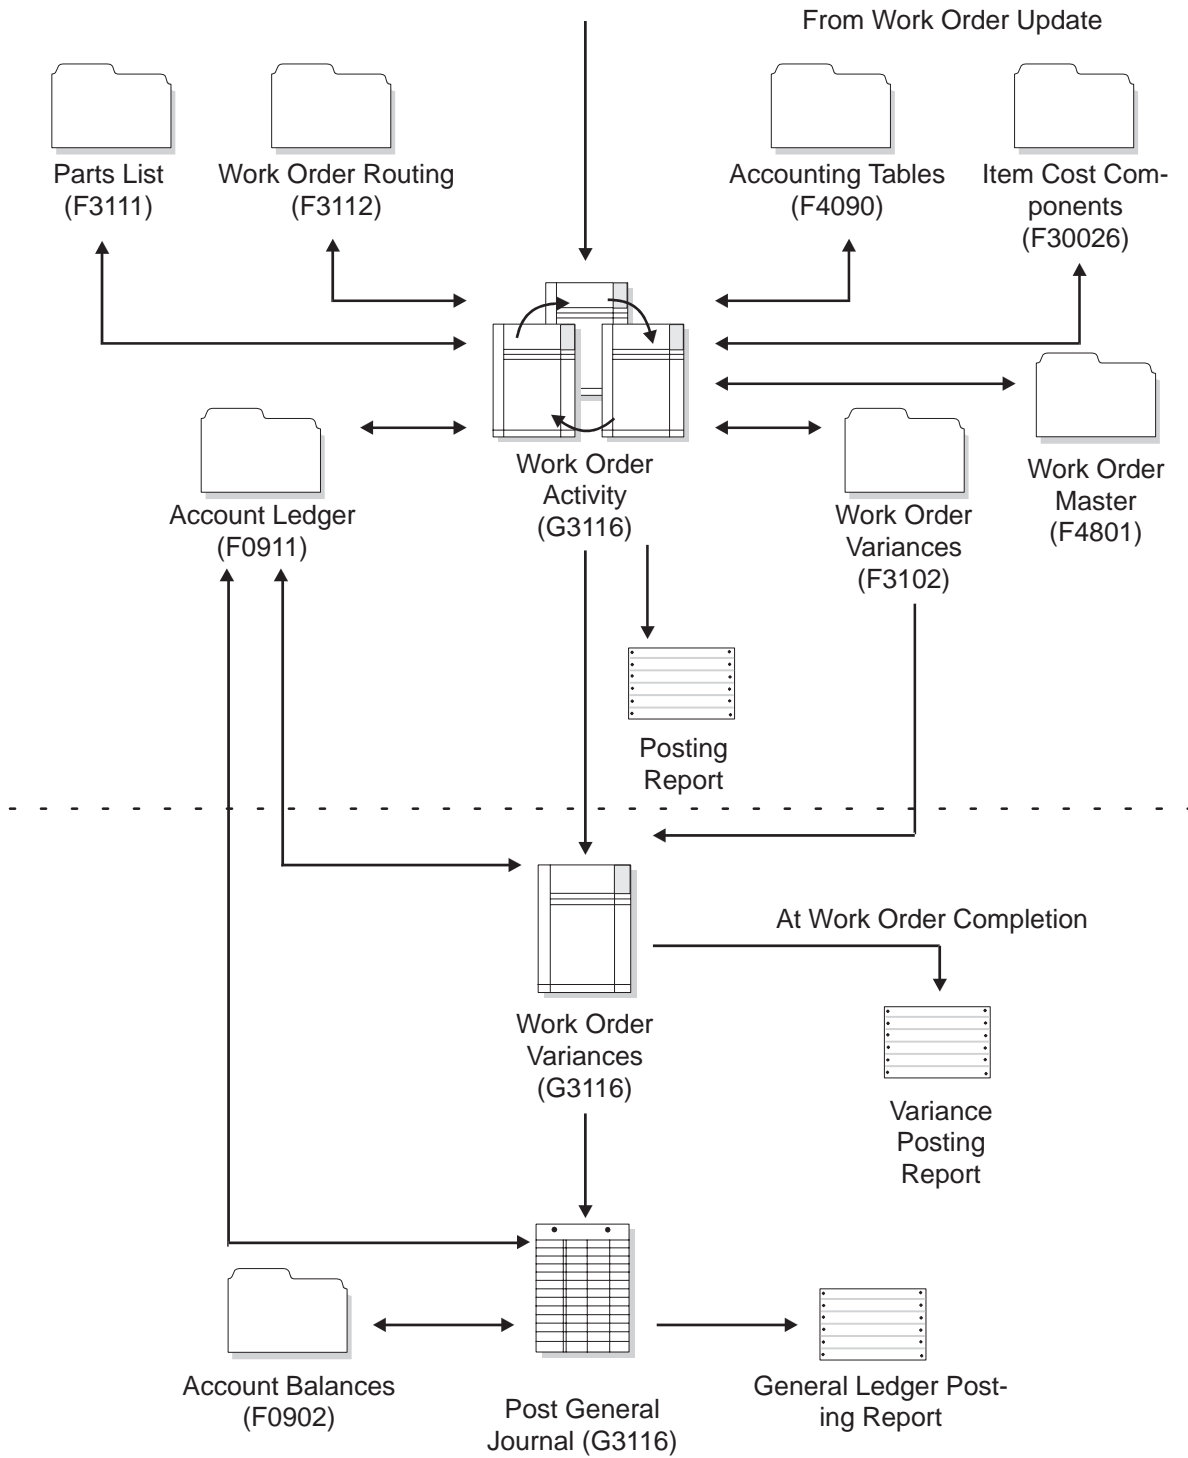 From Work Order Update
Parts List
(F3111)
Work Order Routing
(F3112)
Accounting Tables
(F4090)
Item Cost Com-
ponents
(F30026)
Work Order
Activity
(G3116)
Account Ledger
(F0911)
Work Order
Variances
(F3102)
Work Order
Master
(F4801)
Posting
Report
At Work Order Completion
Work Order
Variances
(G3116)
Variance
Posting
Report
Account Balances
(F0902)
Post General
Journal (G3116)
General Ledger Post-
ing Report